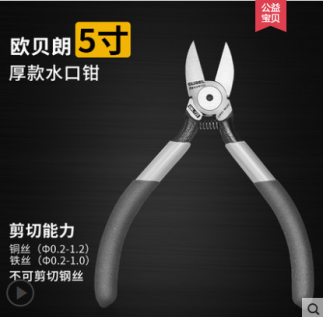 公益
宝贝
欧贝朗 5寸
厚款水口钳
剪切能力
铜丝（Φ0.2-1.2）
铁丝（Φ0.2-1.0）
不可剪切钢丝